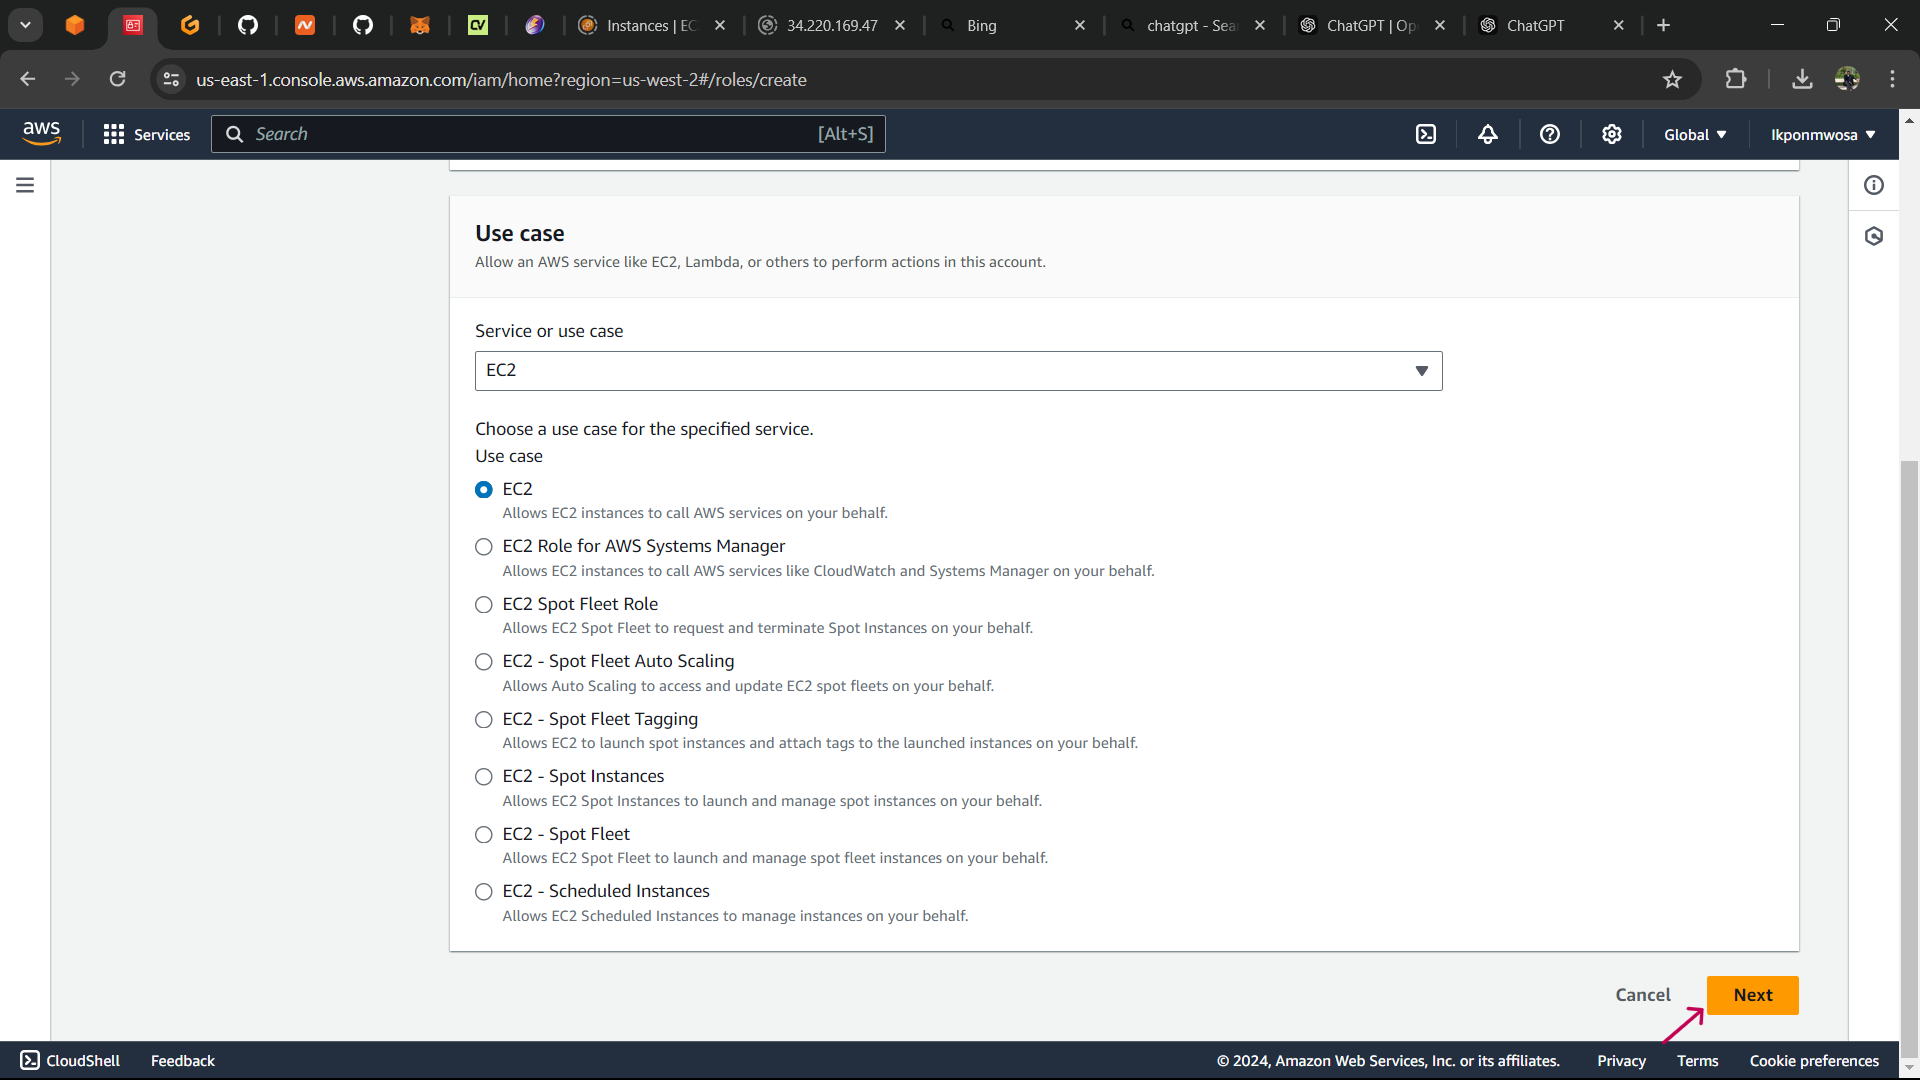 Instances | EC
34.220.169.47
Bing
chatgpt - Sea
ChatGPT | Op
ChatGPT
us-east-1.console.aws.amazon.com/iam/home?region=us-west-2#/roles/create
aws
Services
Search
[Alt+S]
Global
Ikponmwosa
Use case
Allow an AWS service like EC2, Lambda, or others to perform actions in this account.
Service or use case
EC2
Choose a use case for the specified service.
Use case
EC2
Allows EC2 instances to call AWS services on your behalf.
EC2 Role for AWS Systems Manager
Allows EC2 instances to call AWS services like CloudWatch and Systems Manager on your behalf.
EC2 Spot Fleet Role
Allows EC2 Spot Fleet to request and terminate Spot Instances on your behalf.
EC2 - Spot Fleet Auto Scaling
Allows Auto Scaling to access and update EC2 spot fleets on your behalf.
EC2 - Spot Fleet Tagging
Allows EC2 to launch spot instances and attach tags to the launched instances on your behalf.
EC2 - Spot Instances
Allows EC2 Spot Instances to launch and manage spot instances on your behalf.
EC2 - Spot Fleet
Allows EC2 Spot Fleet to launch and manage spot fleet instances on your behalf.
EC2 - Scheduled Instances
Allows EC2 Scheduled Instances to manage instances on your behalf.
Cancel
Next
CloudShell
Feedback
© 2024, Amazon Web Services, Inc. or its affiliates.
Privacy
Terms
Cookie preferences